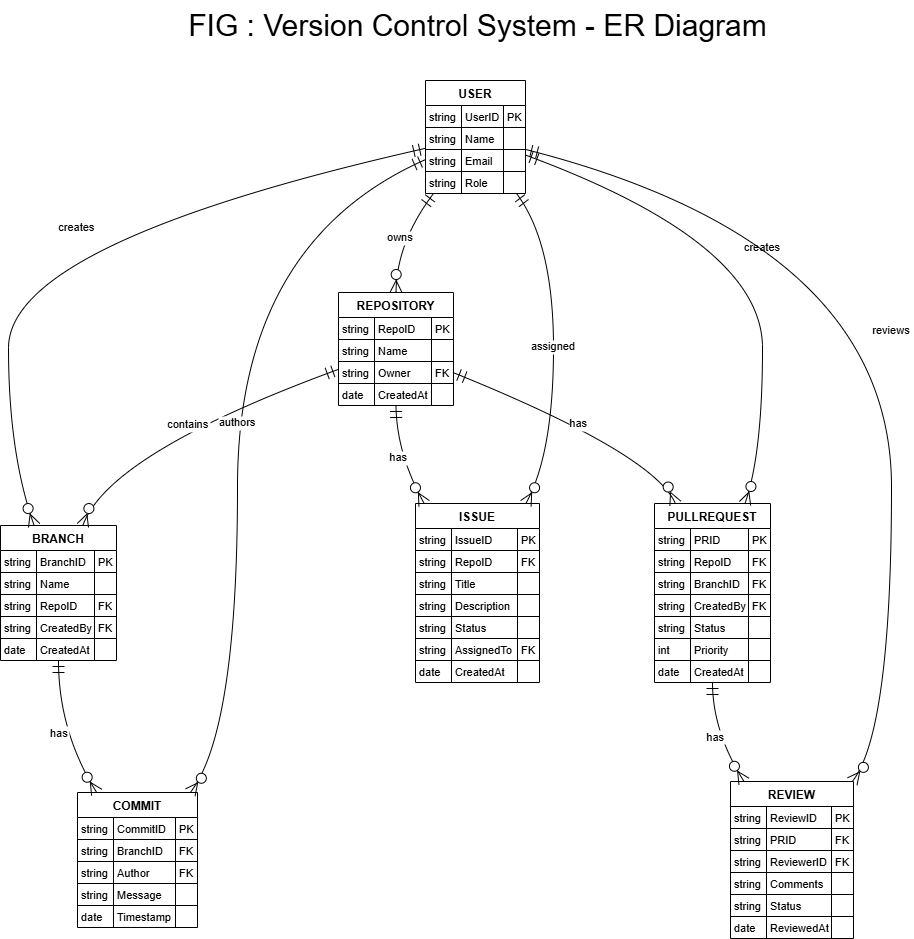 FIG : Version Control System - ER Diagram
USER
string UserID PK
string Name
string Email
string Role
creates
owns
creates
assigned
reviews
REPOSITORY
string RepoID PK
string Name
string Owner FK
date CreatedAt
contains
authors
has
has
BRANCH
string BranchID PK
string Name
string RepoID FK
string CreatedBy FK
date CreatedAt
ISSUE
string IssueID PK
string RepoID FK
string Title
string Description
string Status
string AssignedTo FK
date CreatedAt
PULLREQUEST
string PRID PK
string RepoID FK
string BranchID FK
string CreatedBy FK
string Status
int Priority
date CreatedAt
has
has
COMMIT
string CommitID PK
string BranchID FK
string Author FK
string Message
date Timestamp
REVIEW
string ReviewID PK
string PRID FK
string ReviewerID FK
string Comments
string Status
date ReviewedAt